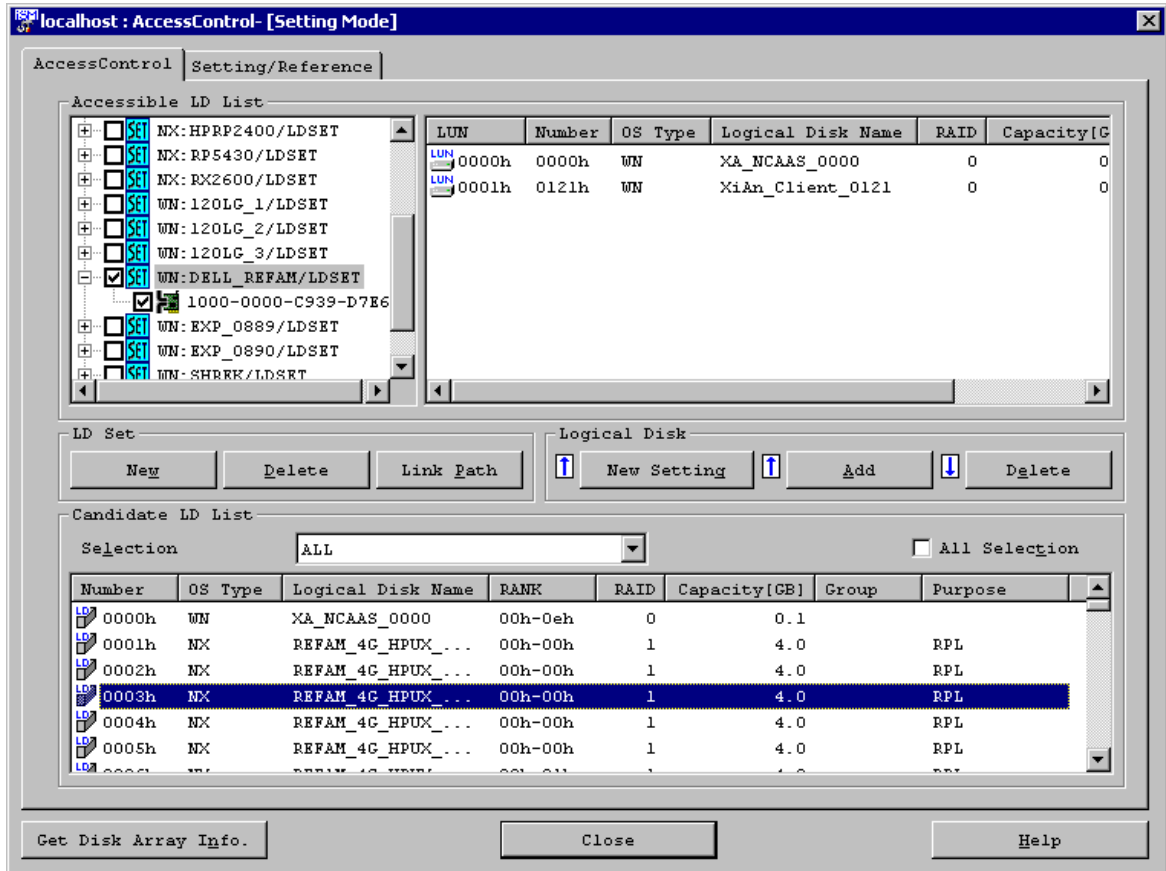 localhost : AccessControl- [Setting Mode]
AccessControl Setting/Reference
Accessible LD List
NX:HPRP2400/LDSET
NX:RP5430/LDSET
NX:RX2600/LDSET
WN:120LG_1/LDSET
WN:120LG_2/LDSET
WN:120LG_3/LDSET
WN:DELL_REFAM/LDSET
1000-0000-C939-D7E6
WN:EXP_0889/LDSET
WN:EXP_0890/LDSET
WN:SHREK/LDSET
LUN Number OS Type Logical Disk Name RAID Capacity[G
0000h 0000h WN XA_NCAAS_0000 0 0
0001h 0121h WN XiAn_Client_0121 0 0
LD Set
New Delete Link Path
Logical Disk
New Setting Add Delete
Candidate LD List
Selection ALL All Selection
Number OS Type Logical Disk Name RANK RAID Capacity[GB] Group Purpose
0000h WN XA_NCAAS_0000 00h-0eh 0 0.1
0001h NX REFAM_4G_HPUX_... 00h-00h 1 4.0 RPL
0002h NX REFAM_4G_HPUX_... 00h-00h 1 4.0 RPL
0003h NX REFAM_4G_HPUX_... 00h-00h 1 4.0 RPL
0004h NX REFAM_4G_HPUX_... 00h-00h 1 4.0 RPL
0005h NX REFAM_4G_HPUX_... 00h-00h 1 4.0 RPL
Get Disk Array Info. Close Help